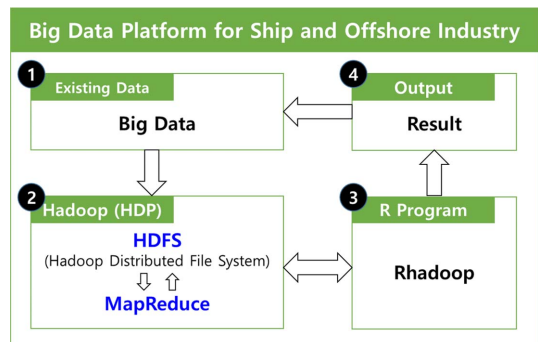 Big Data Platform for Ship and Offshore Industry
1
Existing Data
Big Data
4
Output
Result
2
Hadoop (HDP)
HDFS
(Hadoop Distributed File System)
MapReduce
3
R Program
Rhadoop